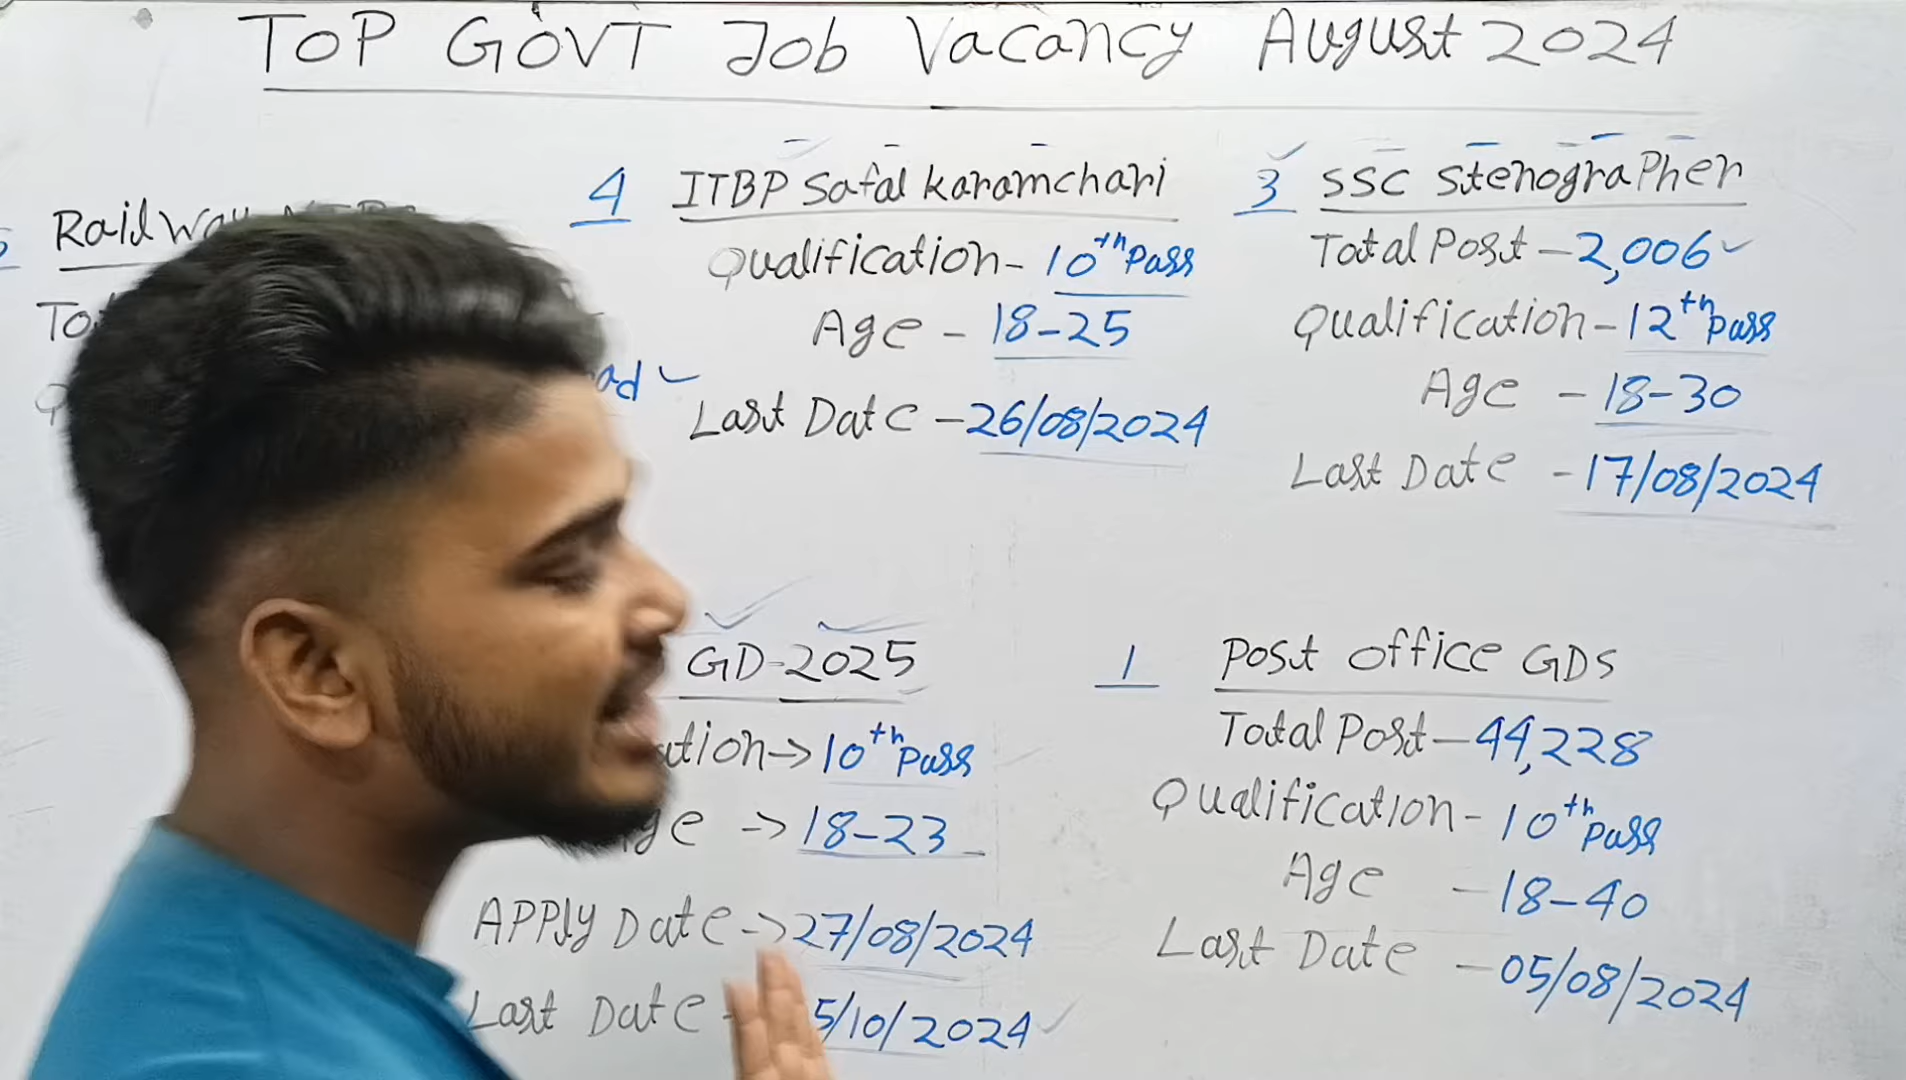 ToP GOVT Job Vacancy August 2024
4 ITBP Safai Karamchari
Qualification - 10th Pass
Age - 18-25
Last Date - 26/08/2024
3 SSC StenograPher
Total Post - 2,006
Qualification - 12th Pass
Age - 18-30
Last Date - 17/08/2024
Railway
GD-2025
10th Pass
18-23
APPly Date -> 27/08/2024
Last Date 5/10/2024
1 Post office GDS
Total Post - 44,228
Qualification - 10th Pass
Age - 18-40
Last Date - 05/08/2024